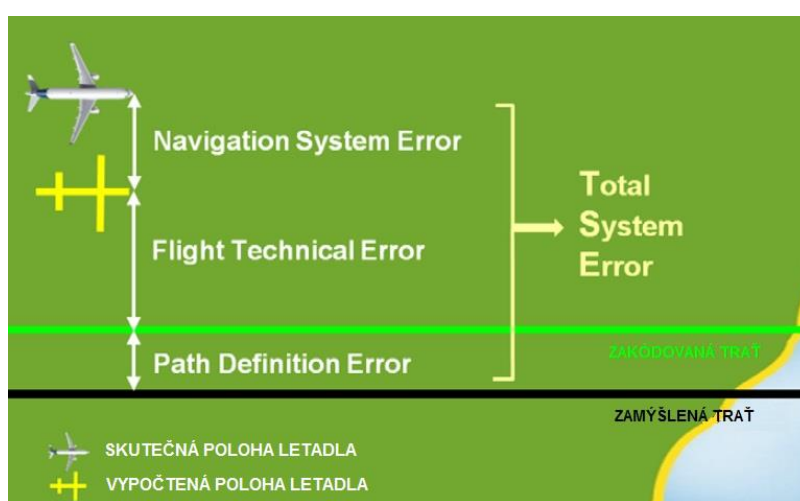 Navigation System Error
Total
System
Error
Flight Technical Error
Path Definition Error
ZAKÓDOVANÁ TRAŤ
ZAMÝŠLENÁ TRAŤ
SKUTEČNÁ POLOHA LETADLA
VYPOČTENÁ POLOHA LETADLA